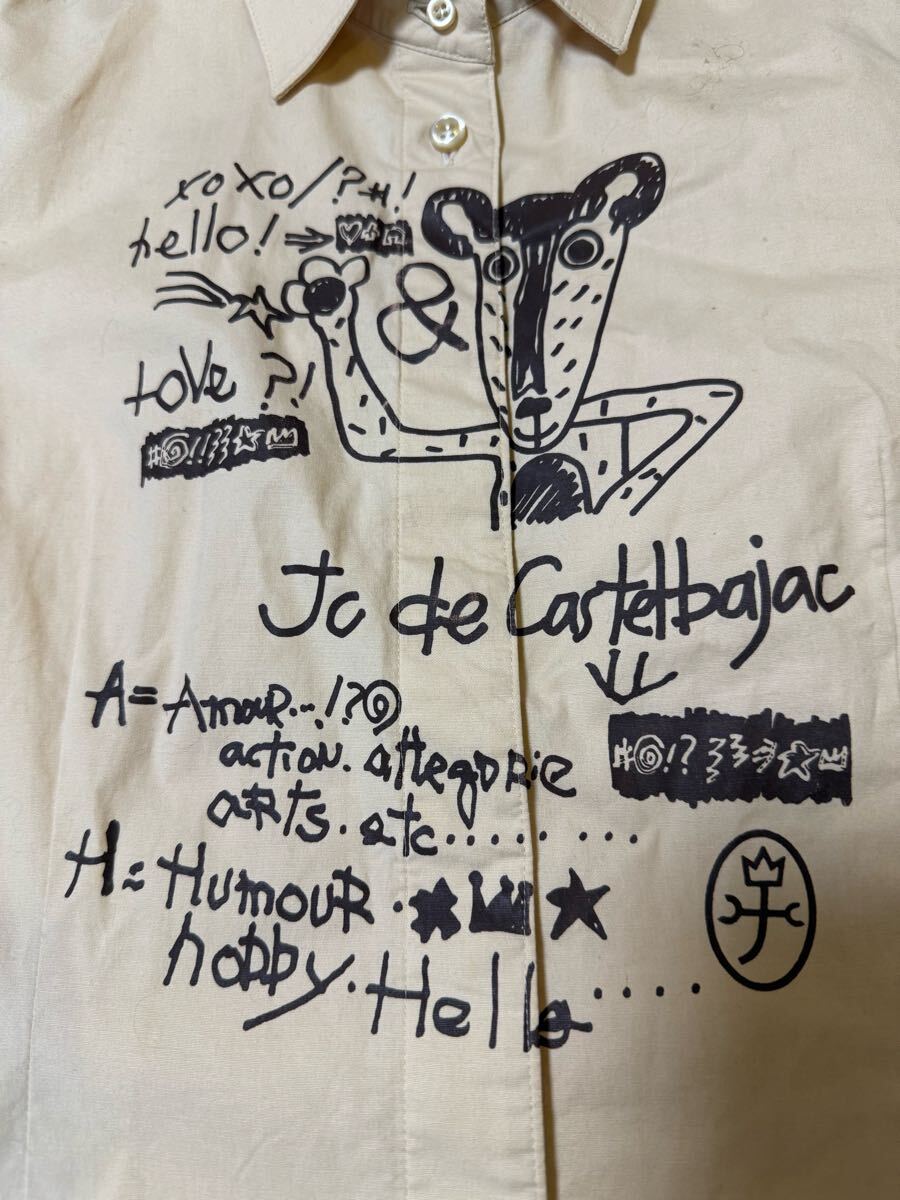 xoxo/?#!
hello! ⇒
&
love ?!
#@!!
Jc de Castelbajac
A= Amour...!?@
action. allegorie
arts. etc.........
#@!?
H= Humour.
hobby. Hello.....